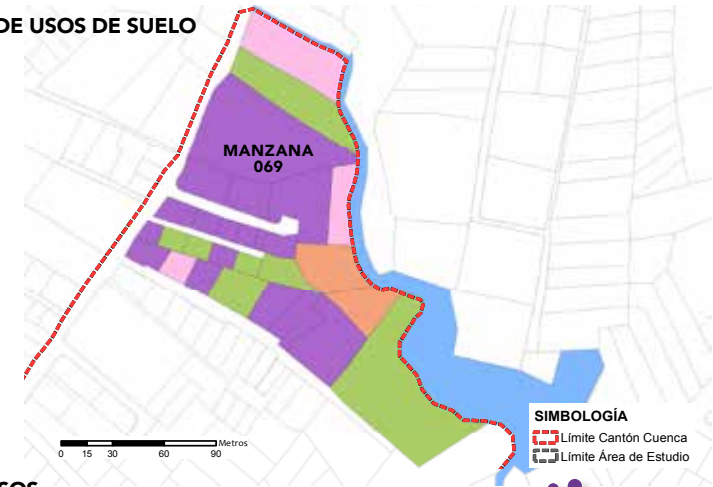 DE USOS DE SUELO
MANZANA
069
Metros
0 15 30 60 90
SIMBOLOGÍA
Límite Cantón Cuenca
Límite Área de Estudio